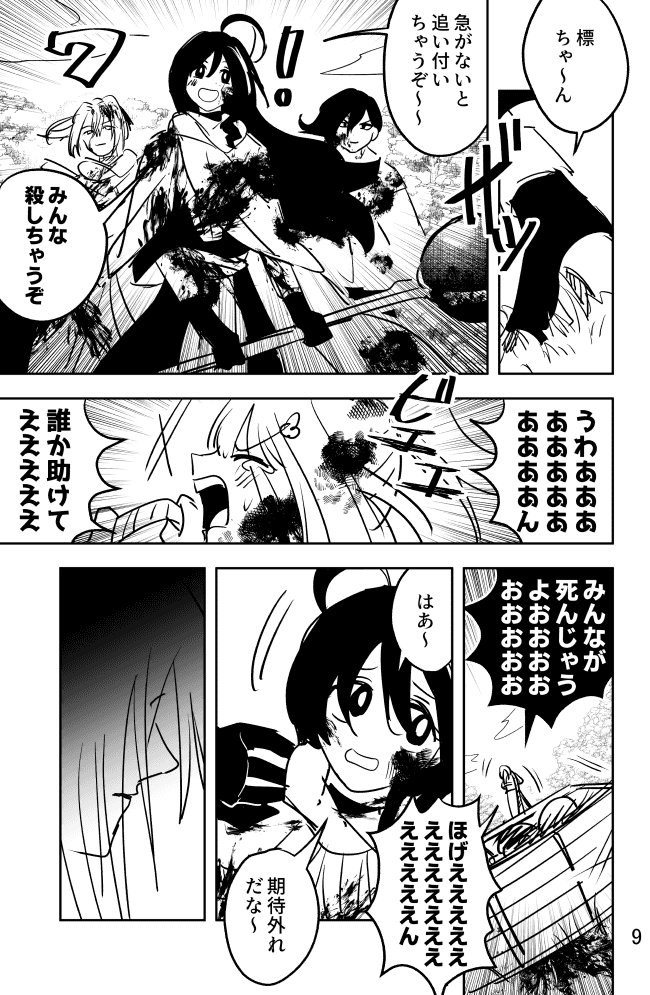 標
ちゃ~ん
ザッ
急がないと
追い付い
ちゃうぞ~
ワ
!!
みんな
殺しちゃうぞ
うわあああ
ああああああ
あああああん
ビエエ
誰か助けて
えええええ
みんなが
死んじゃう
よおおおお
おおおおお
はあ~
ほげえええええ
ええええええええ
ええええええん
期待外れ
だな~
9